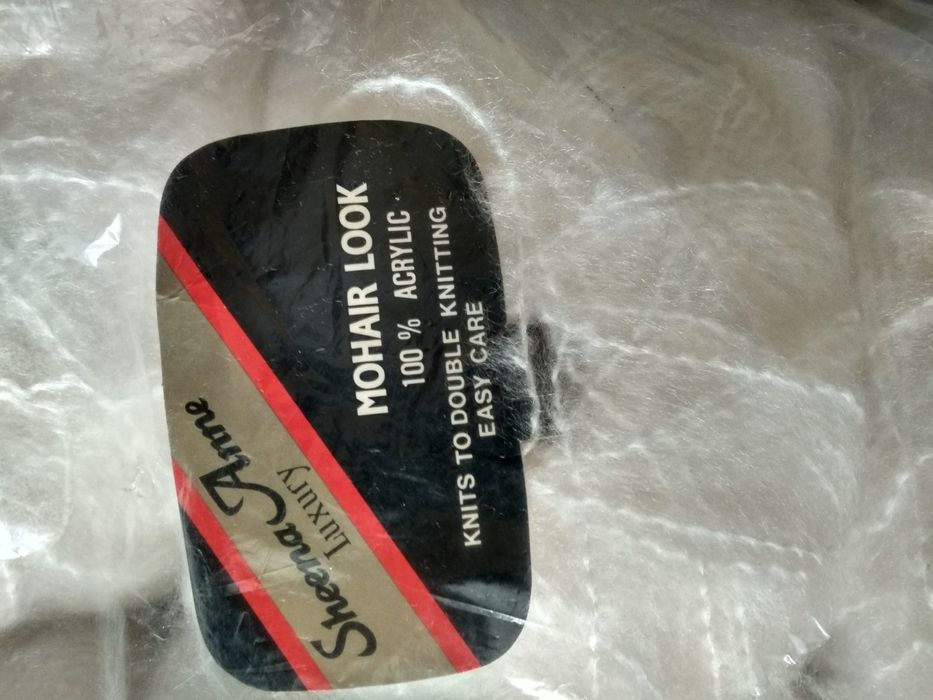 Sheena Anne
Luxury
MOHAIR LOOK
100 % ACRYLIC
KNITS TO DOUBLE KNITTING
EASY CARE